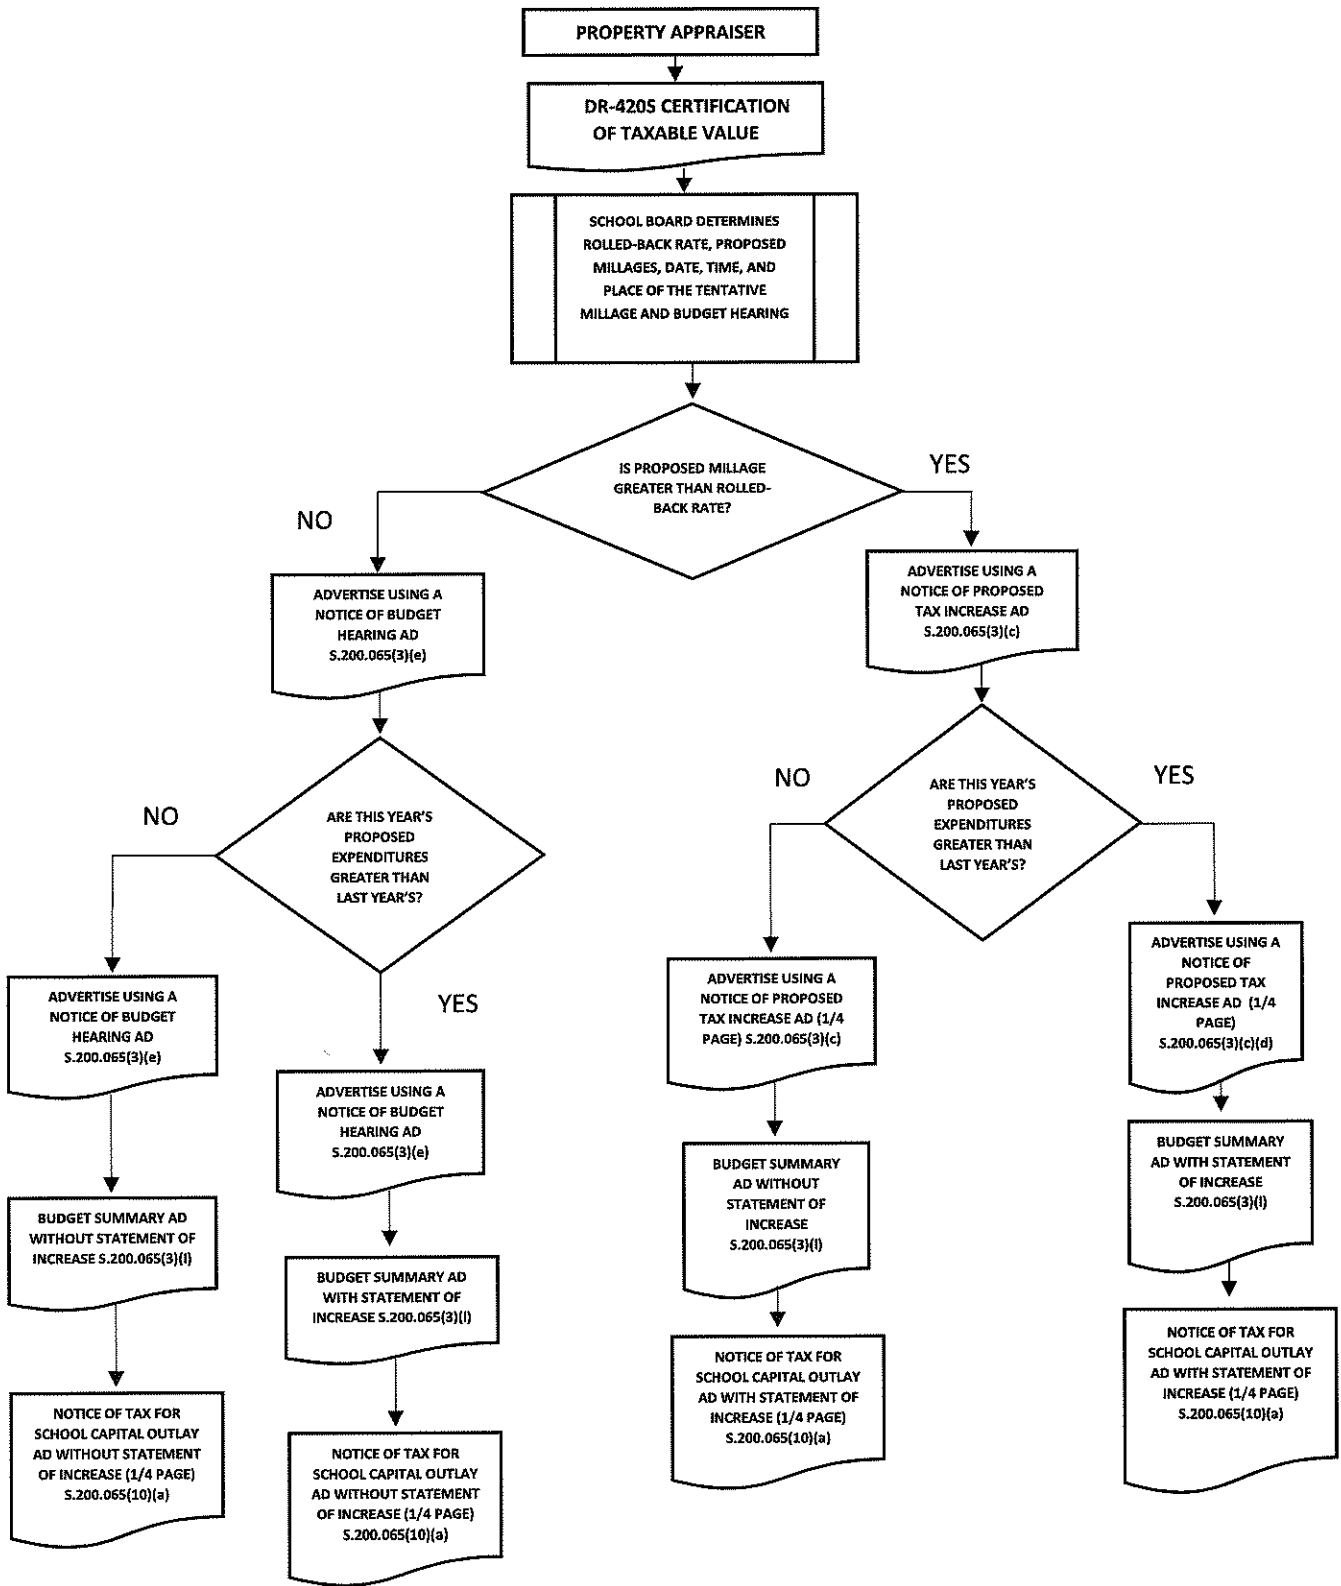 PROPERTY APPRAISER
DR-420S CERTIFICATION
OF TAXABLE VALUE
SCHOOL BOARD DETERMINES
ROLLED-BACK RATE, PROPOSED
MILLAGES, DATE, TIME, AND
PLACE OF THE TENTATIVE
MILLAGE AND BUDGET HEARING
IS PROPOSED MILLAGE
GREATER THAN ROLLED-
BACK RATE?
NO
YES
ADVERTISE USING A
NOTICE OF BUDGET
HEARING AD
S.200.065(3)(e)
ADVERTISE USING A
NOTICE OF PROPOSED
TAX INCREASE AD
S.200.065(3)(c)
ARE THIS YEAR'S
PROPOSED
EXPENDITURES
GREATER THAN
LAST YEAR'S?
NO
YES
ARE THIS YEAR'S
PROPOSED
EXPENDITURES
GREATER THAN
LAST YEAR'S?
NO
YES
ADVERTISE USING A
NOTICE OF BUDGET
HEARING AD
S.200.065(3)(e)
BUDGET SUMMARY AD
WITHOUT STATEMENT OF
INCREASE S.200.065(3)(l)
NOTICE OF TAX FOR
SCHOOL CAPITAL OUTLAY
AD WITHOUT STATEMENT
OF INCREASE (1/4 PAGE)
S.200.065(10)(a)
ADVERTISE USING A
NOTICE OF BUDGET
HEARING AD
S.200.065(3)(e)
BUDGET SUMMARY AD
WITH STATEMENT OF
INCREASE S.200.065(3)(l)
NOTICE OF TAX FOR
SCHOOL CAPITAL OUTLAY
AD WITHOUT STATEMENT
OF INCREASE (1/4 PAGE)
S.200.065(10)(a)
ADVERTISE USING A
NOTICE OF PROPOSED
TAX INCREASE AD (1/4
PAGE) S.200.065(3)(c)
BUDGET SUMMARY
AD WITHOUT
STATEMENT OF
INCREASE
S.200.065(3)(l)
NOTICE OF TAX FOR
SCHOOL CAPITAL OUTLAY
AD WITH STATEMENT OF
INCREASE (1/4 PAGE)
S.200.065(10)(a)
ADVERTISE USING A
NOTICE OF
PROPOSED TAX
INCREASE AD (1/4
PAGE)
S.200.065(3)(c)(d)
BUDGET SUMMARY
AD WITH STATEMENT
OF INCREASE
S.200.065(3)(l)
NOTICE OF TAX FOR
SCHOOL CAPITAL OUTLAY
AD WITH STATEMENT OF
INCREASE (1/4 PAGE)
S.200.065(10)(a)